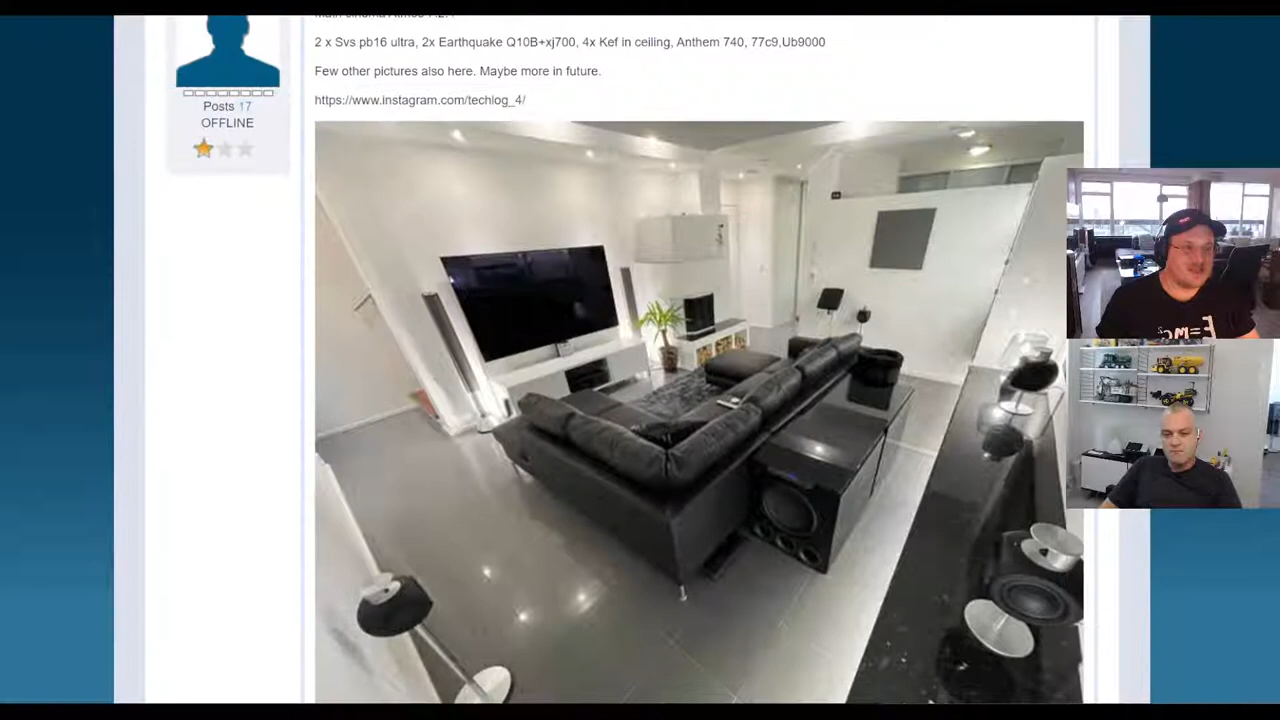 2 x Svs pb16 ultra, 2x Earthquake Q10B+xj700, 4x Kef in ceiling, Anthem 740, 77c9,Ub9000
Few other pictures also here. Maybe more in future.
https://www.instagram.com/techlog_4/
Posts 17
OFFLINE
E=mc²